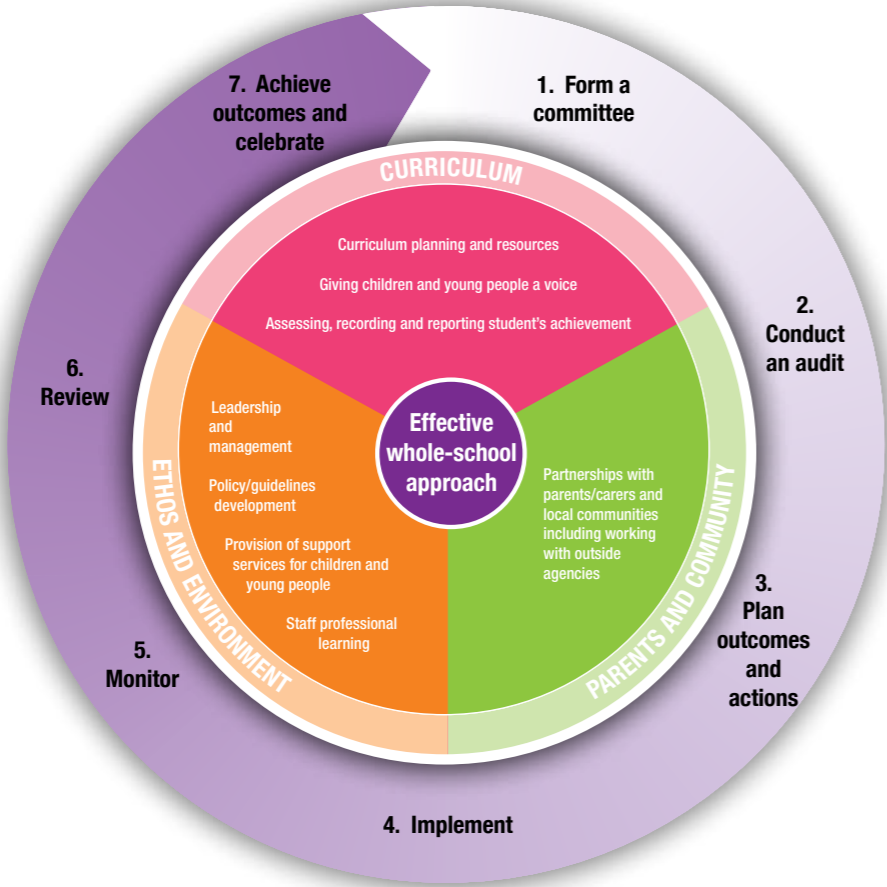 1. Form a
committee
2.
Conduct
an audit
3.
Plan
outcomes
and
actions
4. Implement
5.
Monitor
6.
Review
7. Achieve
outcomes and
celebrate
CURRICULUM
Curriculum planning and resources
Giving children and young people a voice
Assessing, recording and reporting student's achievement
PARENTS AND COMMUNITY
Partnerships with
parents/carers and
local communities
including working
with outside
agencies
ETHOS AND ENVIRONMENT
Leadership
and
management
Policy/guidelines
development
Provision of support
services for children and
young people
Staff professional
learning
Effective
whole-school
approach